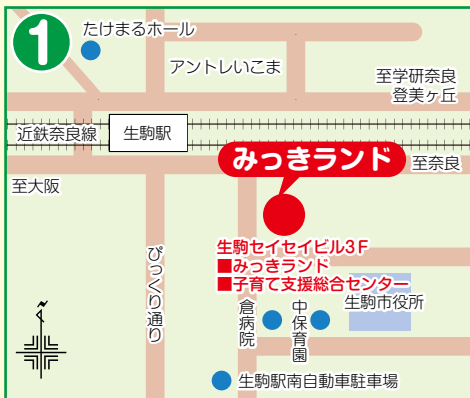 1
たけまるホール
アントレいこま
至学研奈良
登美ヶ丘
近鉄奈良線
生駒駅
みっきランド
至奈良
至大阪
生駒セイセイビル3F
■みっきランド
■子育て支援総合センター
生駒市役所
ぴっくり通り
倉病院
中保育園
生駒駅南自動車駐車場